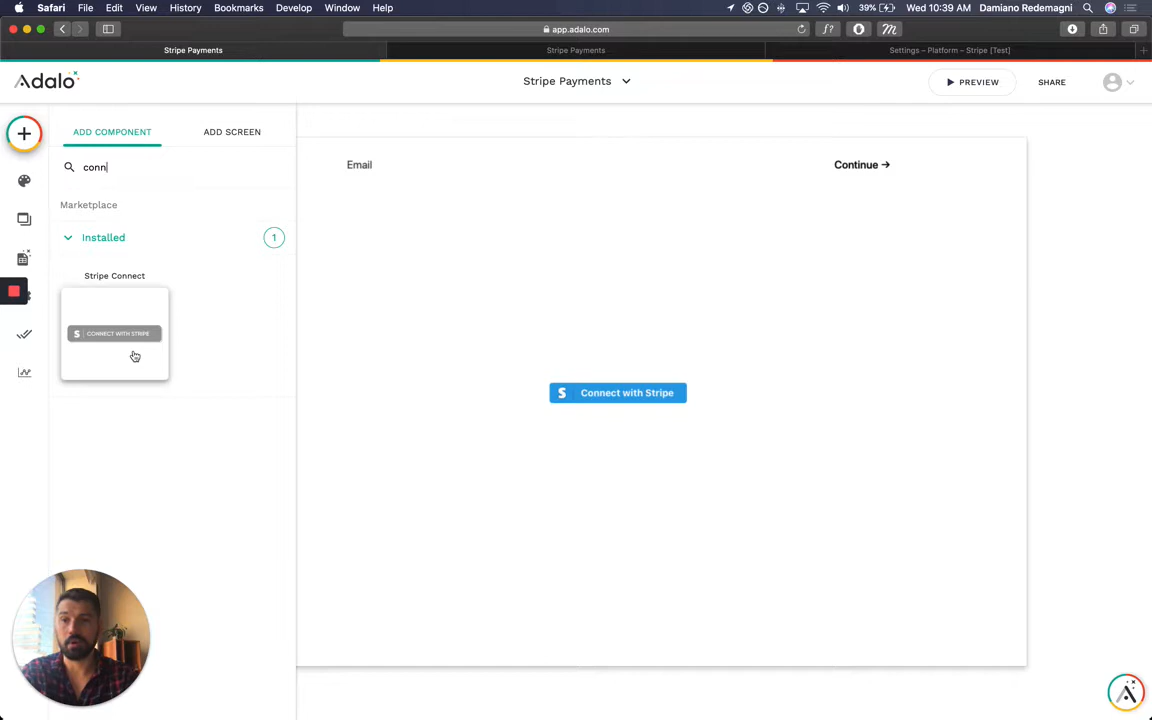 Safari File Edit View History Bookmarks Develop Window Help 39% Wed 10:39 AM Damiano Redemagni
app.adalo.com f?
Stripe Payments Stripe Payments Settings – Platform – Stripe [Test]
Adalo Stripe Payments PREVIEW SHARE
ADD COMPONENT ADD SCREEN
conn
Email Continue →
Marketplace
Installed 1
Stripe Connect
S CONNECT WITH STRIPE
S Connect with Stripe